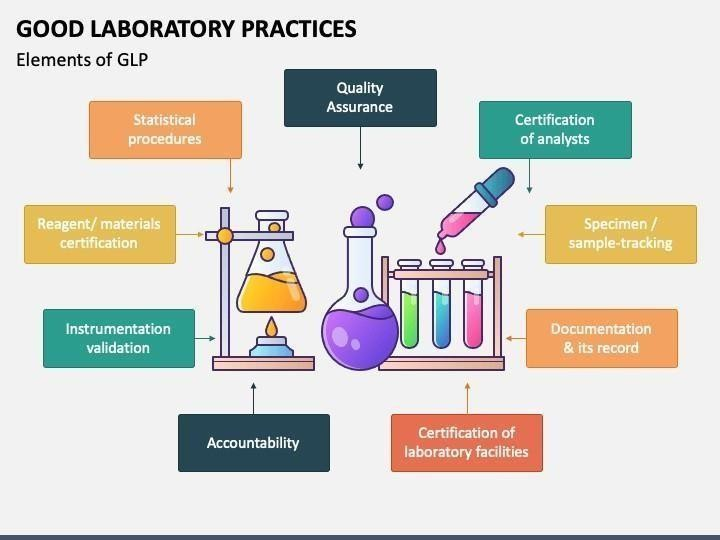 GOOD LABORATORY PRACTICES
Elements of GLP
Quality
Assurance
Statistical
procedures
Certification
of analysts
Reagent/ materials
certification
Specimen /
sample-tracking
Instrumentation
validation
Documentation
& its record
Accountability
Certification of
laboratory facilities